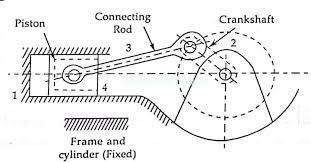 Connecting
Rod
Crankshaft
Piston
3
2
1
4
Frame and
cylinder (Fixed)